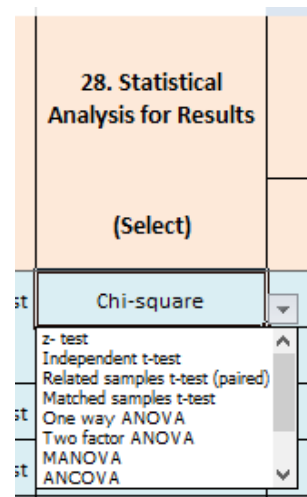 28. Statistical
Analysis for Results
(Select)
st
Chi-square
z- test
Independent t-test
Related samples t-test (paired)
Matched samples t-test
One way ANOVA
st
Two factor ANOVA
MANOVA
st
ANCOVA